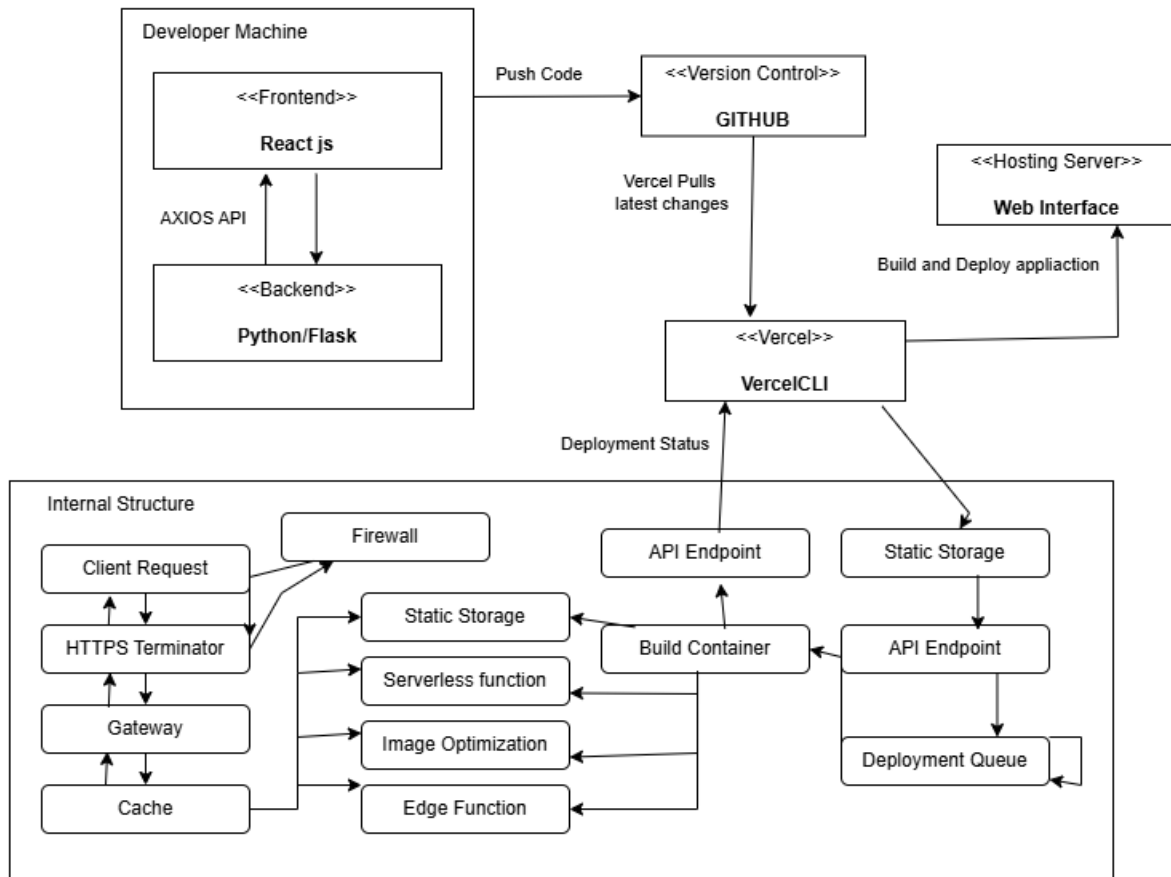 Developer Machine
<<Frontend>>
React js
AXIOS API
<<Backend>>
Python/Flask
Push Code
<<Version Control>>
GITHUB
Vercel Pulls
latest changes
<<Hosting Server>>
Web Interface
Build and Deploy appliaction
<<Vercel>>
VercelCLI
Deployment Status
Internal Structure
Firewall
Client Request
HTTPS Terminator
Gateway
Cache
Static Storage
Serverless function
Image Optimization
Edge Function
API Endpoint
Build Container
Static Storage
API Endpoint
Deployment Queue